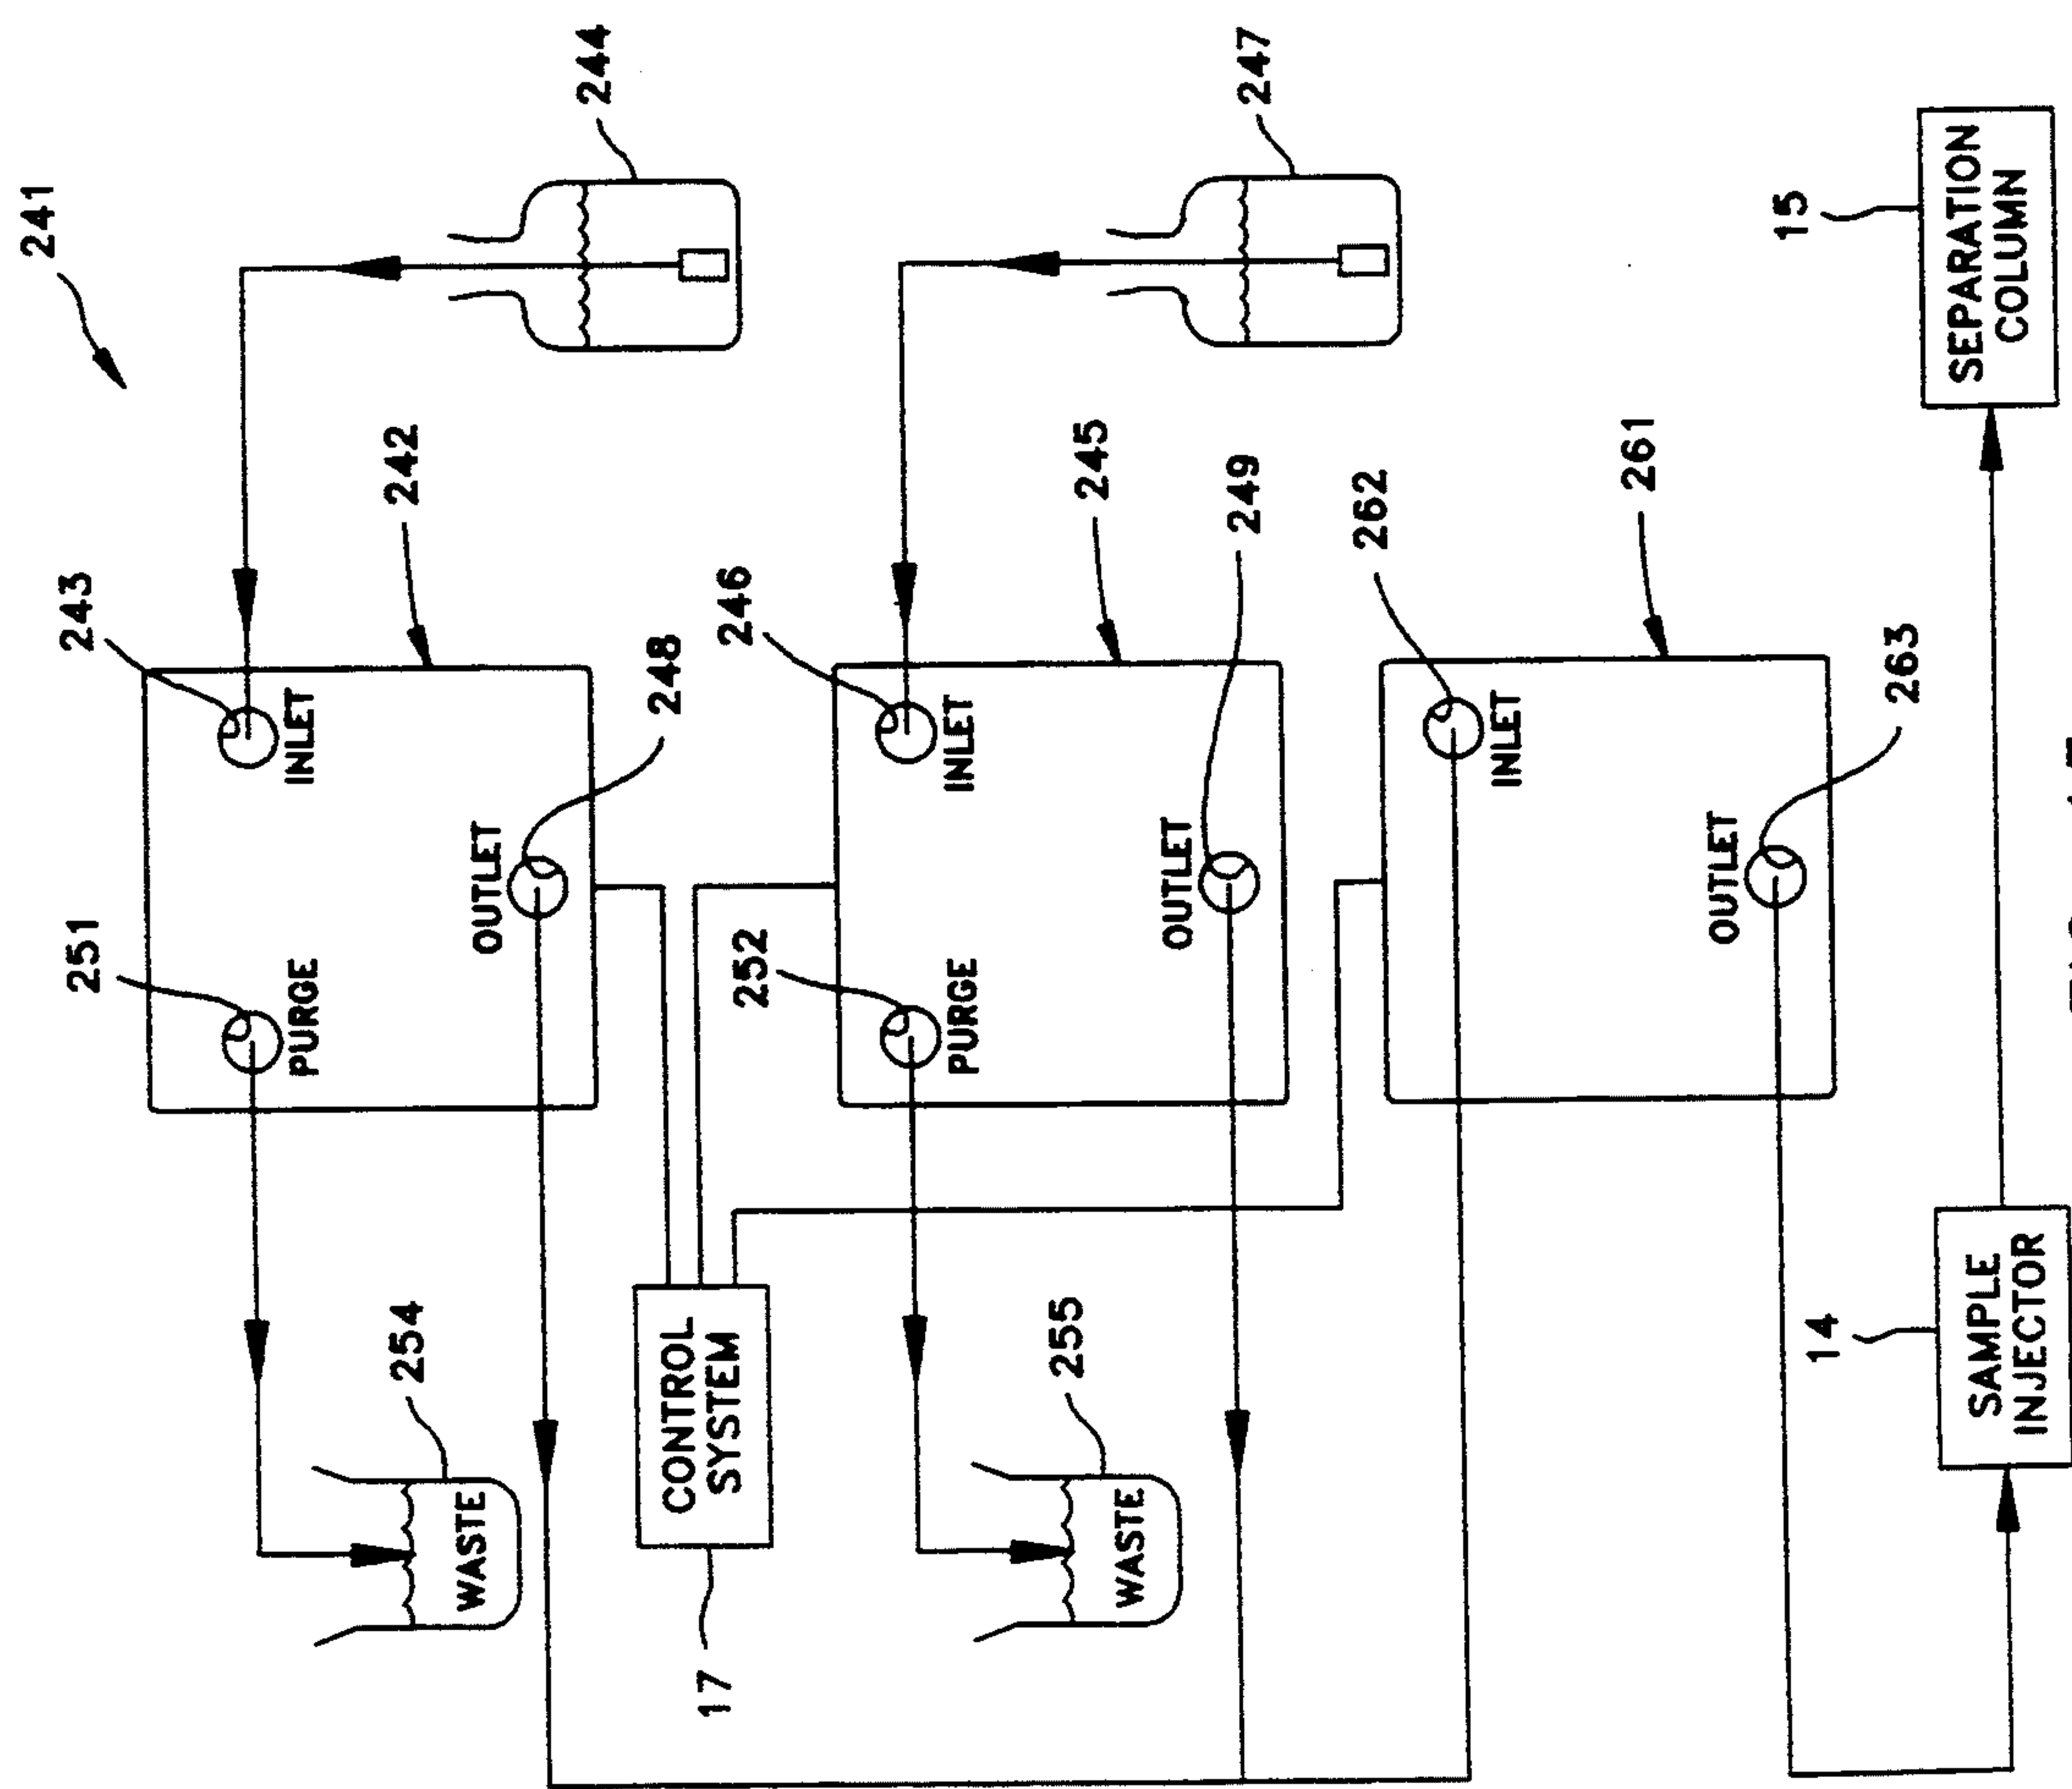 241
244
243
INLET
242
248
OUTLET
251
PURGE
254
WASTE
CONTROL
SYSTEM
17
247
246
INLET
245
249
OUTLET
252
PURGE
255
WASTE
262
INLET
261
263
OUTLET
14
SAMPLE
INJECTOR
15
SEPARATION
COLUMN